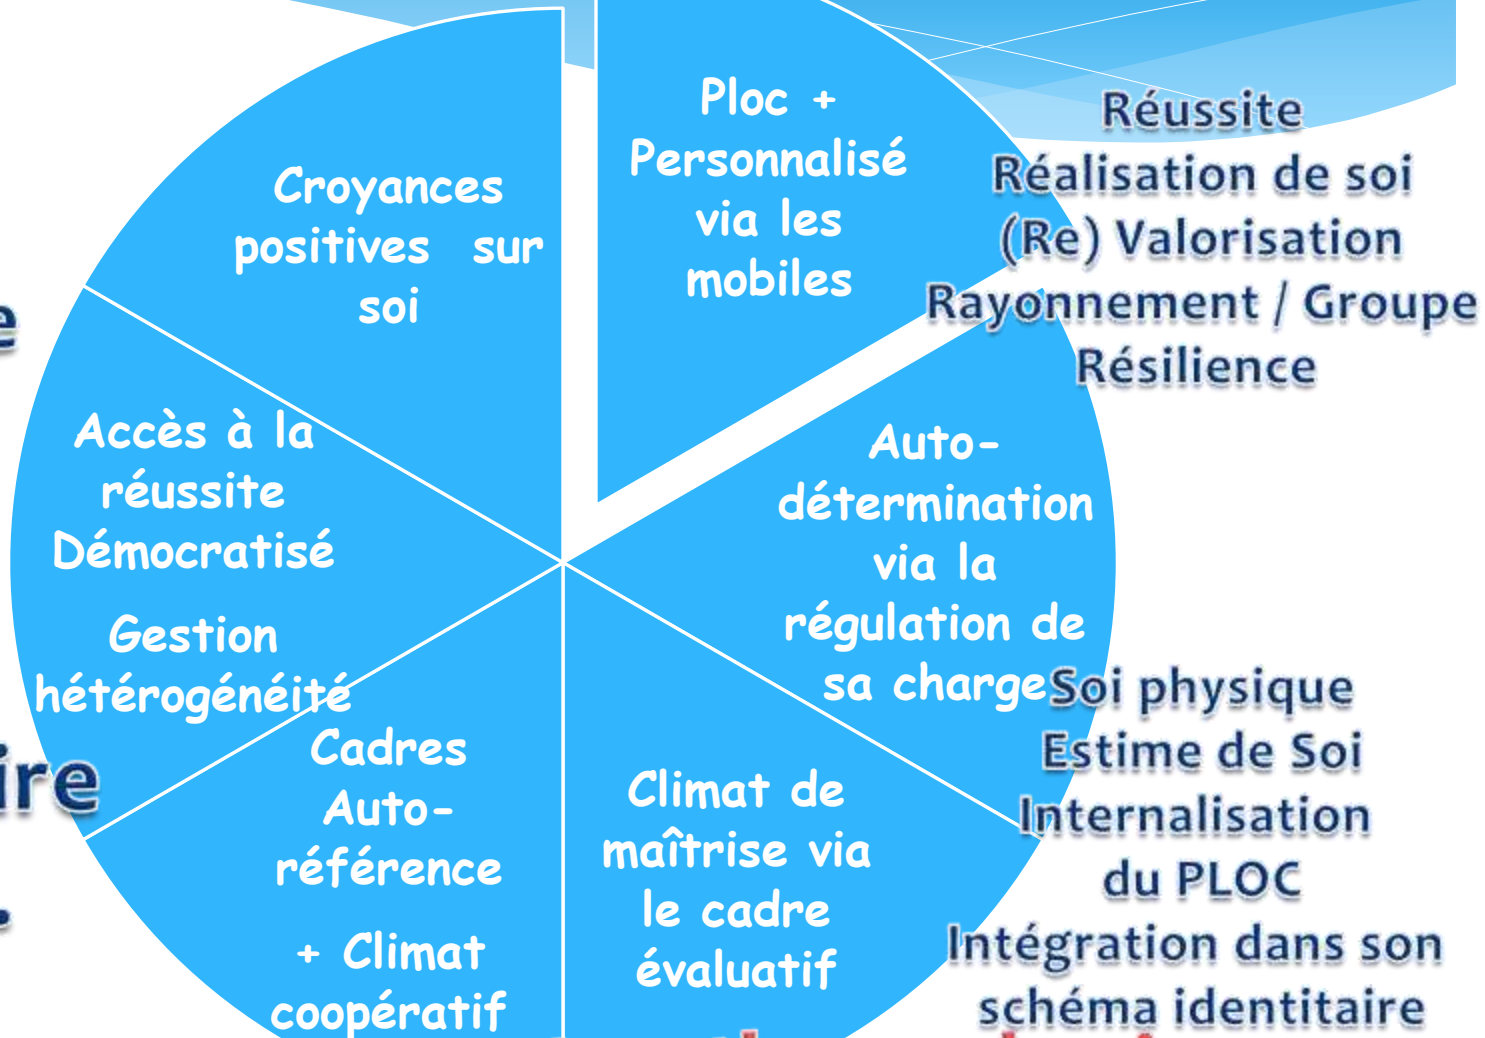 Ploc +
Personnalisé
via les
mobiles
Réussite
Réalisation de soi
(Re) Valorisation
Rayonnement / Groupe
Résilience
Auto-
détermination
via la
régulation de
sa charge
Soi physique
Estime de Soi
Internalisation
du PLOC
Intégration dans son
schéma identitaire
Climat de
maîtrise via
le cadre
évaluatif
Cadres
Auto-
référence
+ Climat
coopératif
Accès à la
réussite
Démocratisé
Gestion
hétérogénéité
Croyances
positives sur
soi